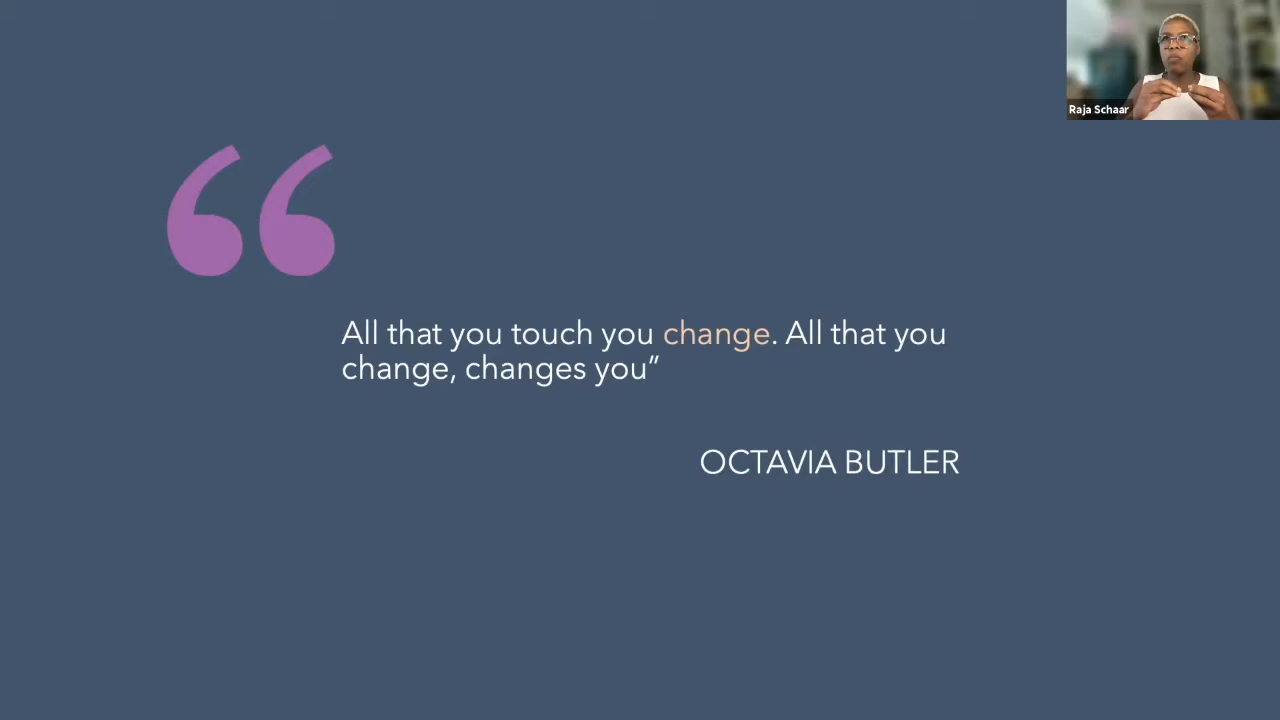 Raja Schaar
“
All that you touch you change. All that you
change, changes you”
OCTAVIA BUTLER